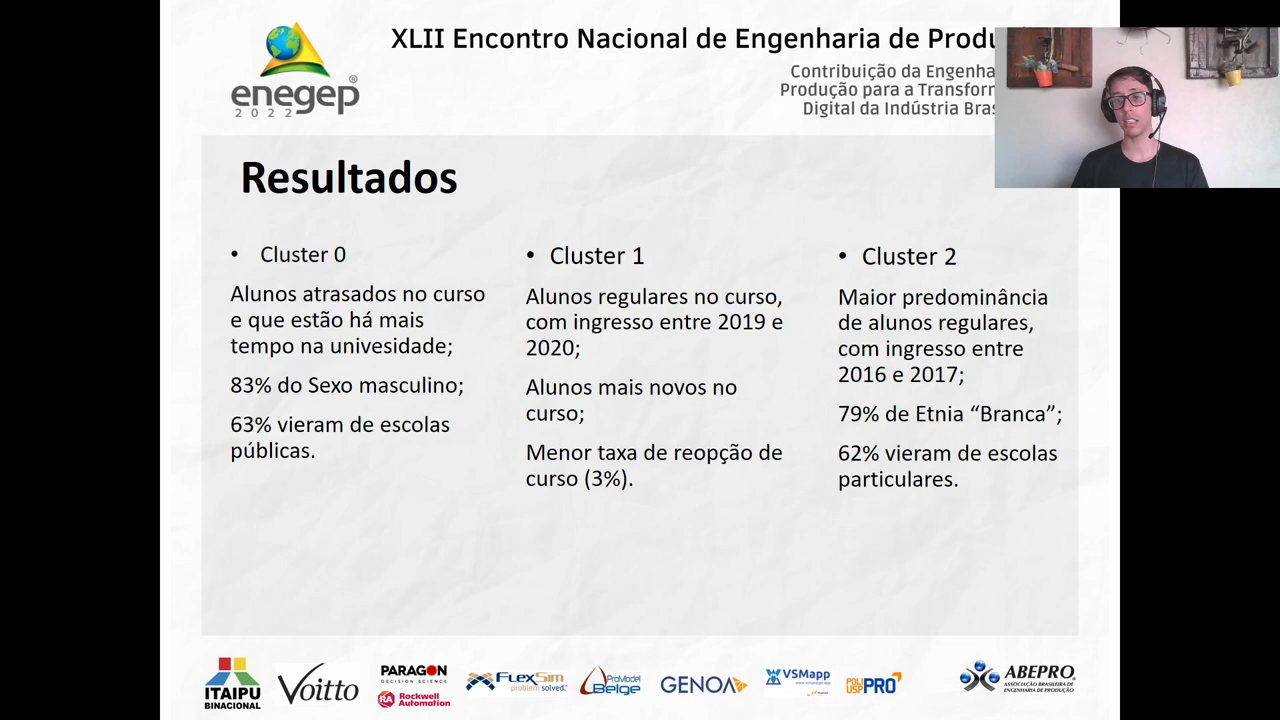 XLII Encontro Nacional de Engenharia de Produ
Contribuição da Engenha
Produção para a Transform
Digital da Indústria Bras
enegep®
2022
Resultados
• Cluster 0
Alunos atrasados no curso
e que estão há mais
tempo na univesidade;
83% do Sexo masculino;
63% vieram de escolas
públicas.
• Cluster 1
Alunos regulares no curso,
com ingresso entre 2019 e
2020;
Alunos mais novos no
curso;
Menor taxa de reopção de
curso (3%).
• Cluster 2
Maior predominância
de alunos regulares,
com ingresso entre
2016 e 2017;
79% de Etnia “Branca”;
62% vieram de escolas
particulares.
ITAIPU
BINACIONAL
Voitto
PARAGON
DECISION SCIENCE
RA Rockwell
Automation
FLEXSIM
problem solved.
ProModel
Belge
GENOA
VSMapp
POLI
USP PRO
ABEPRO
ASSOCIAÇÃO BRASILEIRA DE
ENGENHARIA DE PRODUÇÃO